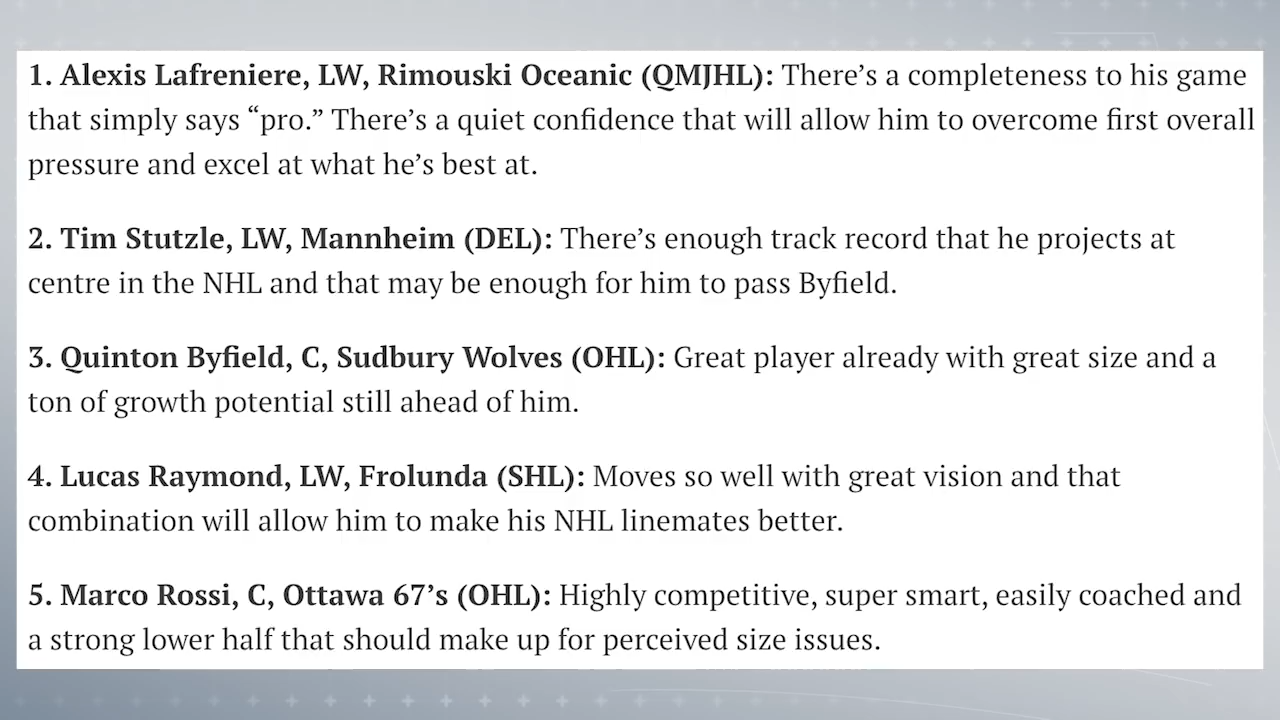 1. Alexis Lafreniere, LW, Rimouski Oceanic (QMJHL): There’s a completeness to his game
that simply says “pro.” There’s a quiet confidence that will allow him to overcome first overall
pressure and excel at what he’s best at.
2. Tim Stutzle, LW, Mannheim (DEL): There’s enough track record that he projects at
centre in the NHL and that may be enough for him to pass Byfield.
3. Quinton Byfield, C, Sudbury Wolves (OHL): Great player already with great size and a
ton of growth potential still ahead of him.
4. Lucas Raymond, LW, Frolunda (SHL): Moves so well with great vision and that
combination will allow him to make his NHL linemates better.
5. Marco Rossi, C, Ottawa 67’s (OHL): Highly competitive, super smart, easily coached and
a strong lower half that should make up for perceived size issues.